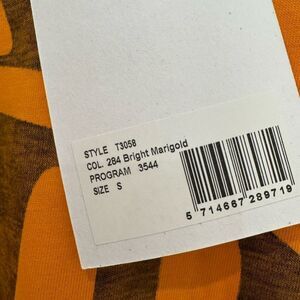 STYLE T3058
COL. 284 Bright Marigold
PROGRAM 3544
SIZE S
5 714667 289719